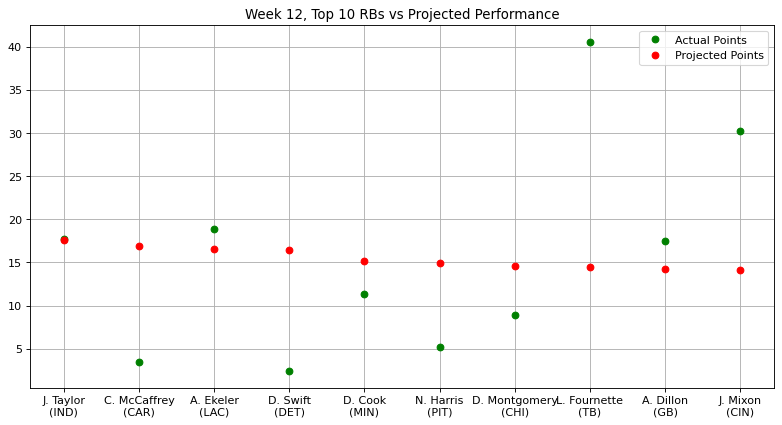 Week 12, Top 10 RBs vs Projected Performance
Actual Points
Projected Points
40
35
30
25
20
15
10
5
J. Taylor C. McCaffrey A. Ekeler D. Swift D. Cook N. Harris D. Montgomery L. Fournette A. Dillon J. Mixon
(IND) (CAR) (LAC) (DET) (MIN) (PIT) (CHI) (TB) (GB) (CIN)